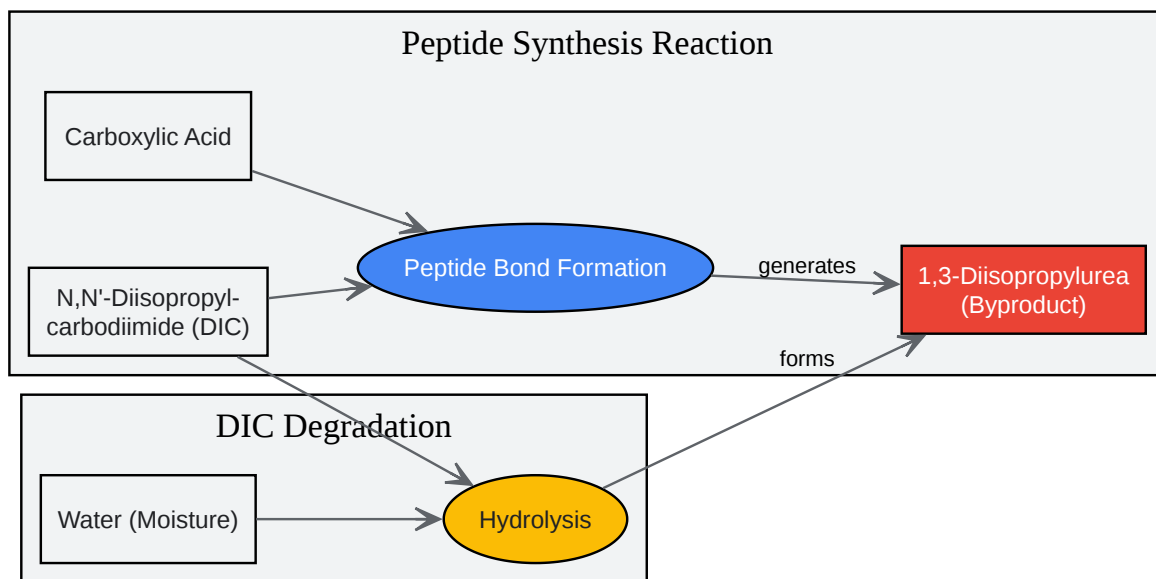 Peptide Synthesis Reaction
Carboxylic Acid
N,N'-Diisopropyl-
carbodiimide (DIC)
Peptide Bond Formation
generates
1,3-Diisopropylurea
(Byproduct)
forms
DIC Degradation
Water (Moisture)
Hydrolysis